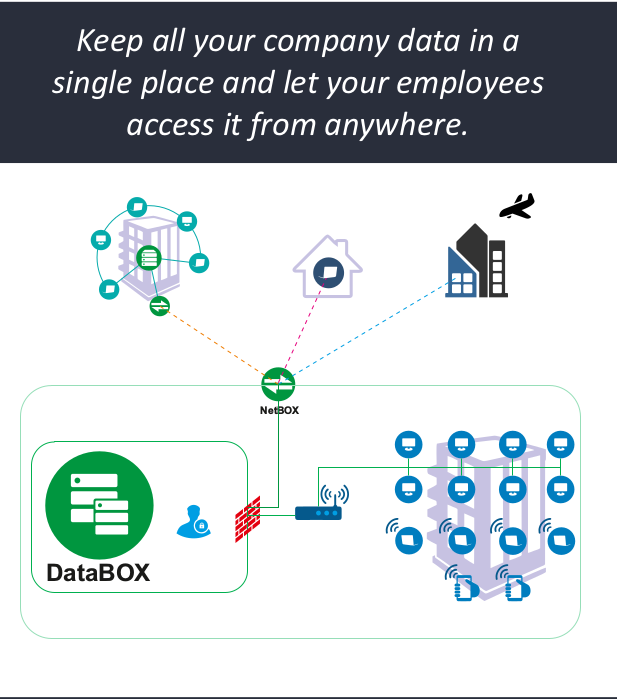 Keep all your company data in a
single place and let your employees
access it from anywhere.
NetBOX
DataBOX